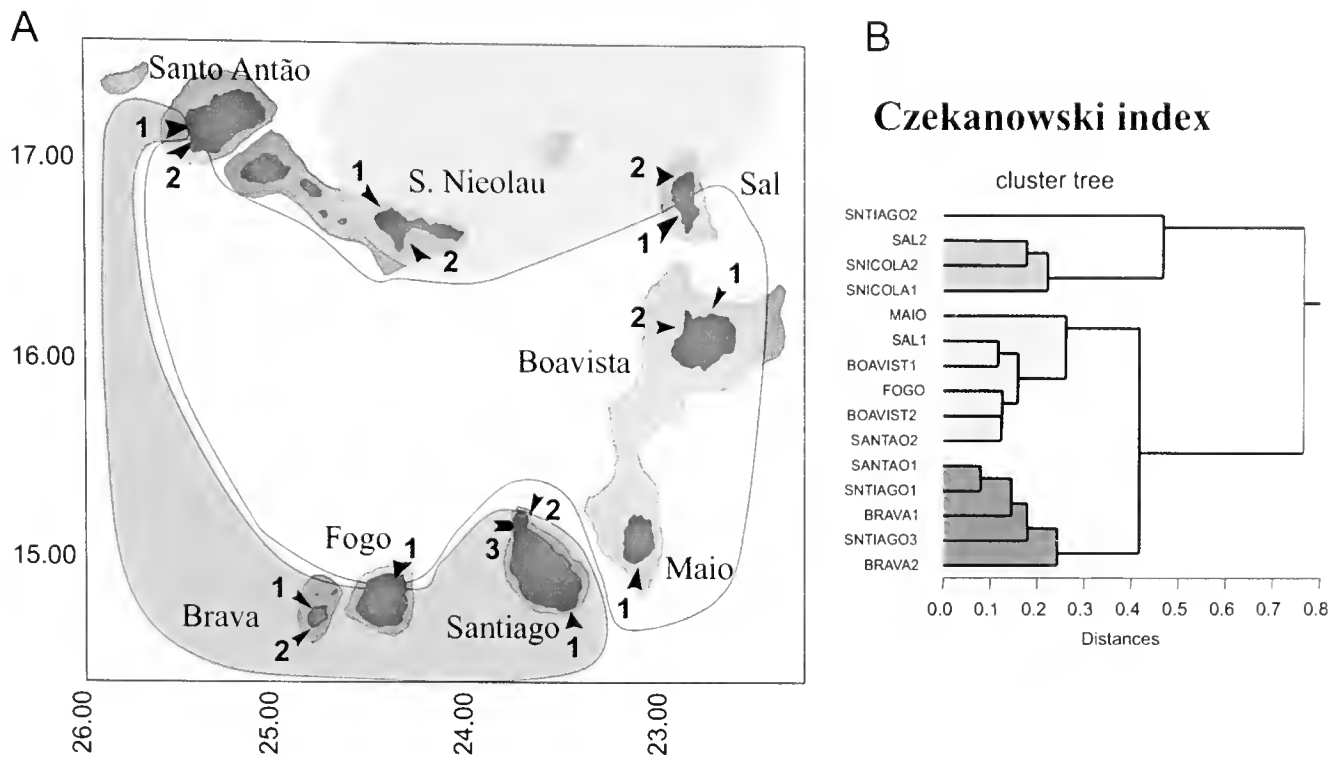 A
Santo Antão
1
2
17.00
1
S. Nieolau
2
2
Sal
1
1
2
16.00
Boavista
2
3
15.00
Fogo
1
1
Brava
2
Santiago
1
Maio
1
26.00
25.00
24.00
23.00
B
Czekanowski index
cluster tree
SNTIAGO2
SAL2
SNICOLA2
SNICOLA1
MAIO
SAL1
BOAVIST1
FOGO
BOAVIST2
SANTAO2
SANTAO1
SNTIAGO1
BRAVA1
SNTIAGO3
BRAVA2
0.0 0.1 0.2 0.3 0.4 0.5 0.6 0.7 0.8
Distances